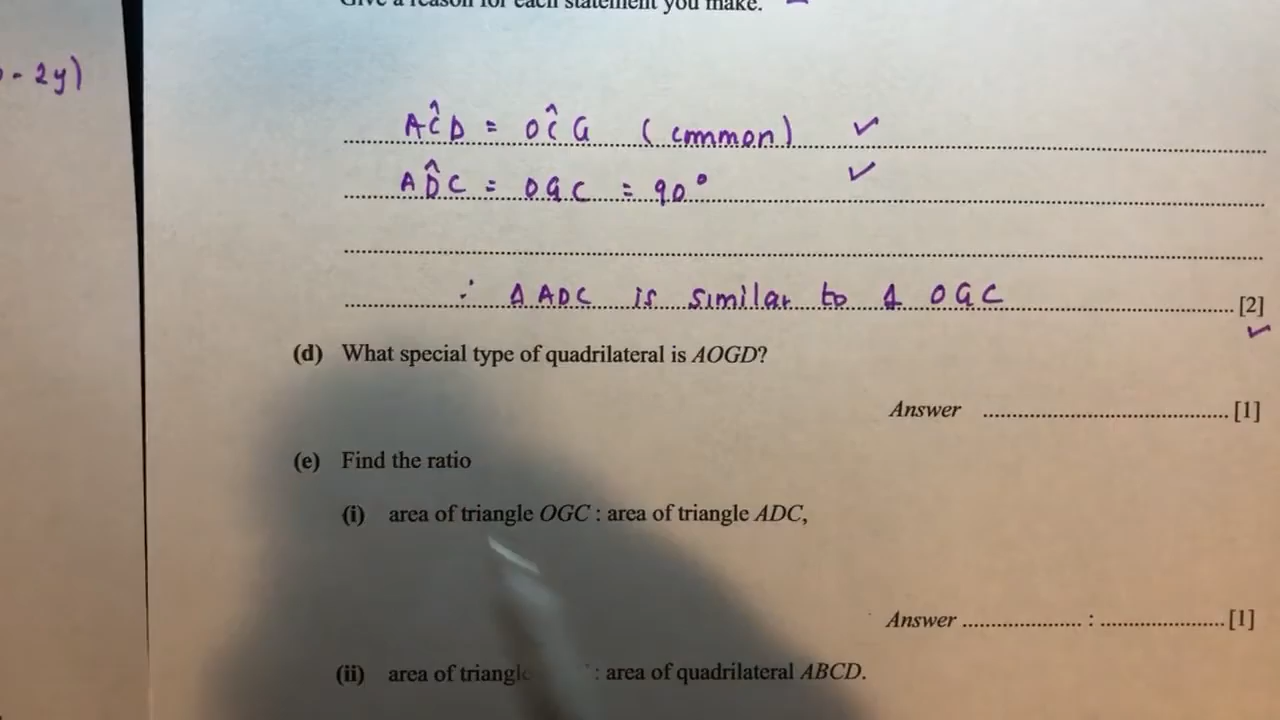 Give a reason for each statement you make.
- 2y)
AĈD = OĈG (common) ✓
AD̂C = OGC = 90° ✓
∴ Δ ADC is similar to Δ OGC [2]
✓
(d) What special type of quadrilateral is AOGD?
Answer [1]
(e) Find the ratio
(i) area of triangle OGC : area of triangle ADC,
Answer : [1]
(ii) area of : area of quadrilateral ABCD.